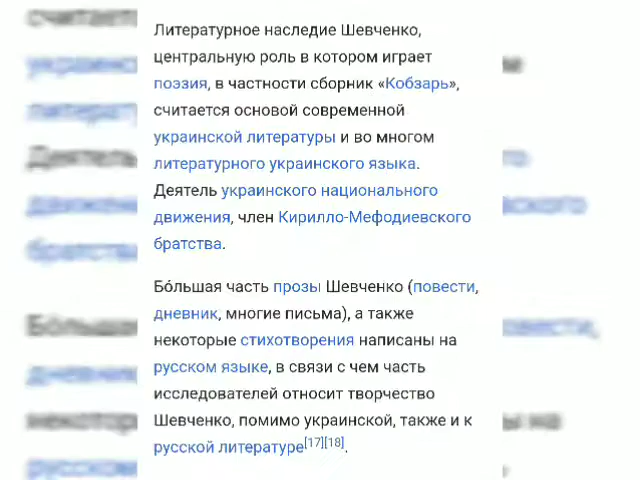 Литературное наследие Шевченко,
центральную роль в котором играет
поэзия, в частности сборник «Кобзарь»,
считается основой современной
украинской литературы и во многом
литературного украинского языка.
Деятель украинского национального
движения, член Кирилло-Мефодиевского
братства.
Бо́льшая часть прозы Шевченко (повести,
дневник, многие письма), а также
некоторые стихотворения написаны на
русском языке, в связи с чем часть
исследователей относит творчество
Шевченко, помимо украинской, также и к
русской литературе[17][18].